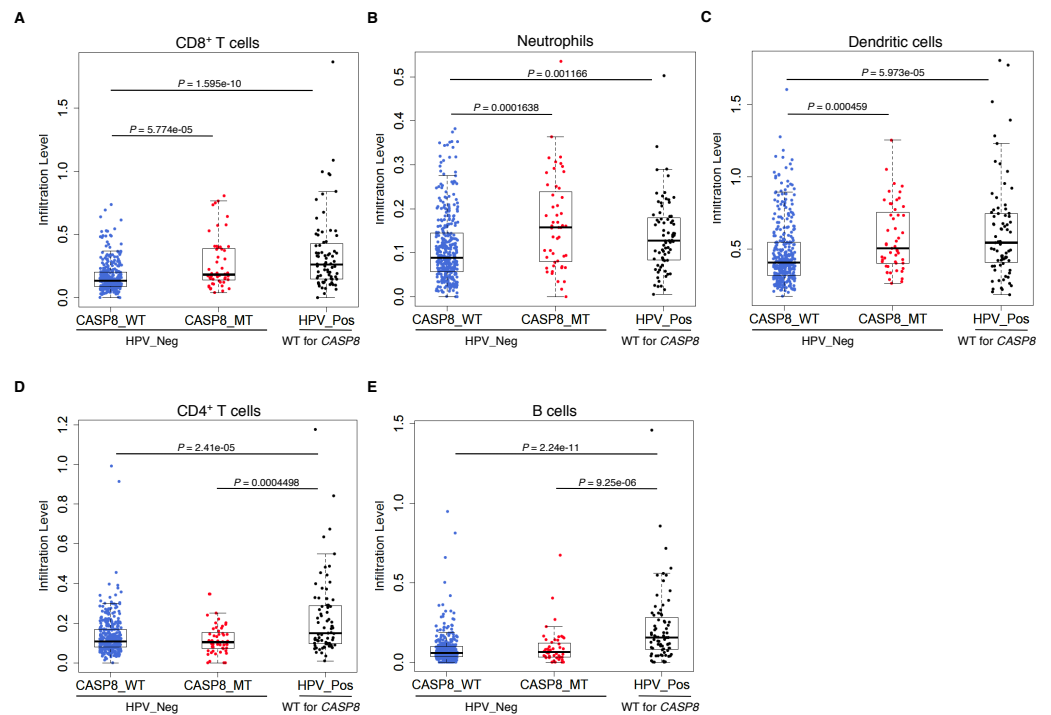 A
CD8+ T cells
Infiltration Level
1.5
1.0
0.5
0.0
P = 1.595e-10
P = 5.774e-05
CASP8_WT
CASP8_MT
HPV_Pos
HPV_Neg
WT for CASP8
B
Neutrophils
Infiltration Level
0.5
0.4
0.3
0.2
0.1
0.0
P = 0.001166
P = 0.0001638
CASP8_WT
CASP8_MT
HPV_Pos
HPV_Neg
WT for CASP8
C
Dendritic cells
Infiltration Level
1.5
1.0
0.5
P = 5.973e-05
P = 0.000459
CASP8_WT
CASP8_MT
HPV_Pos
HPV_Neg
WT for CASP8
D
CD4+ T cells
Infiltration Level
1.2
1.0
0.8
0.6
0.4
0.2
0.0
P = 2.41e-05
P = 0.0004498
CASP8_WT
CASP8_MT
HPV_Pos
HPV_Neg
WT for CASP8
E
B cells
Infiltration Level
1.5
1.0
0.5
0.0
P = 2.24e-11
P = 9.25e-06
CASP8_WT
CASP8_MT
HPV_Pos
HPV_Neg
WT for CASP8